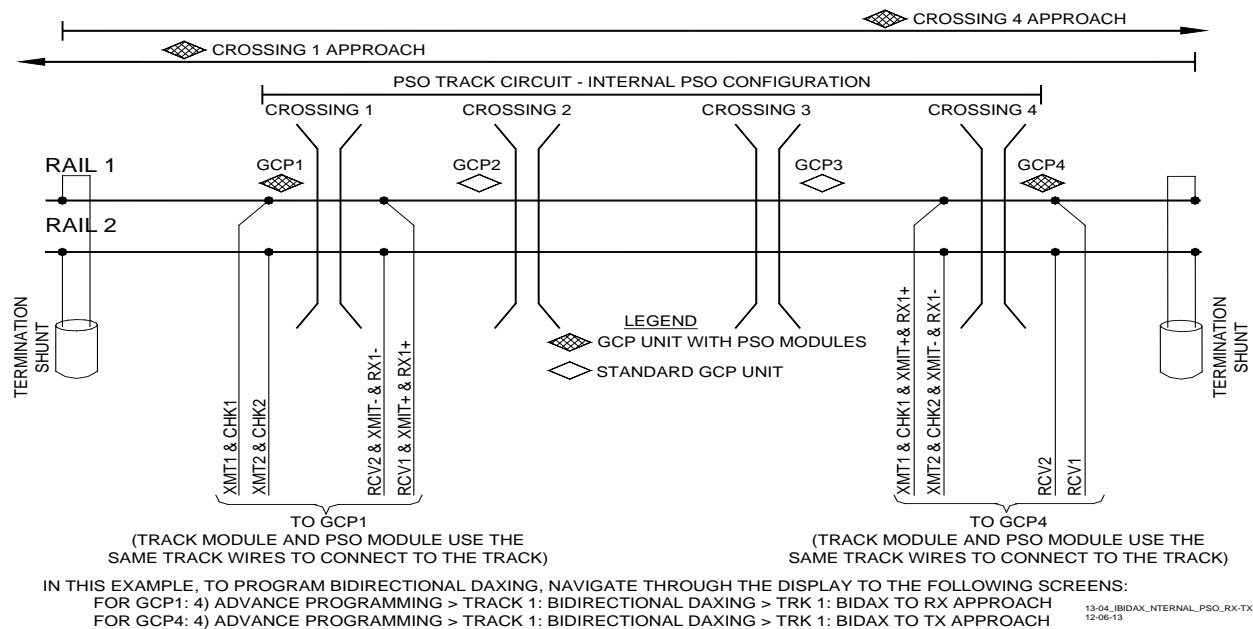 CROSSING 4 APPROACH
CROSSING 1 APPROACH
PSO TRACK CIRCUIT - INTERNAL PSO CONFIGURATION
CROSSING 1
CROSSING 2
CROSSING 3
CROSSING 4
RAIL 1
GCP1
GCP2
GCP3
GCP4
RAIL 2
TERMINATION
SHUNT
XMT1 & CHK1
XMT2 & CHK2
RCV2 & XMIT- & RX1-
RCV1 & XMIT+ & RX1+
LEGEND
GCP UNIT WITH PSO MODULES
STANDARD GCP UNIT
XMT1 & CHK1 & XMIT+& RX1+
XMT2 & CHK2 & XMIT- & RX1-
RCV2
RCV1
TERMINATION
SHUNT
TO GCP1
(TRACK MODULE AND PSO MODULE USE THE
SAME TRACK WIRES TO CONNECT TO THE TRACK)
TO GCP4
(TRACK MODULE AND PSO MODULE USE THE
SAME TRACK WIRES TO CONNECT TO THE TRACK)
IN THIS EXAMPLE, TO PROGRAM BIDIRECTIONAL DAXING, NAVIGATE THROUGH THE DISPLAY TO THE FOLLOWING SCREENS:
FOR GCP1: 4) ADVANCE PROGRAMMING > TRACK 1: BIDIRECTIONAL DAXING > TRK 1: BIDAX TO RX APPROACH
FOR GCP4: 4) ADVANCE PROGRAMMING > TRACK 1: BIDIRECTIONAL DAXING > TRK 1: BIDAX TO TX APPROACH
13-04_IBIDAX_NTERNAL_PSO_RX-TX
12-06-13